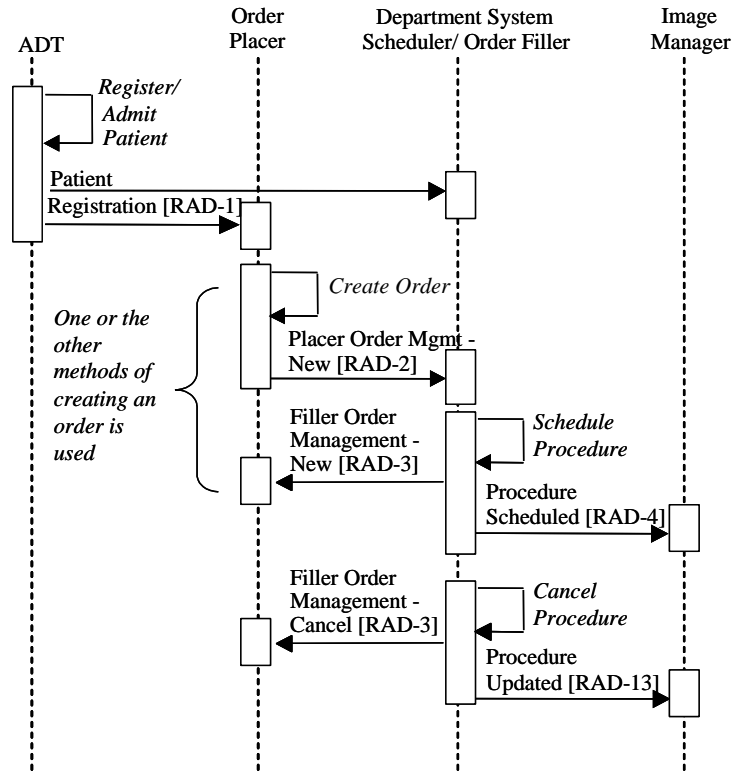 ADT
Order
Placer
Department System
Scheduler/ Order Filler
Image
Manager
Register/
Admit
Patient
Patient
Registration [RAD-1]
Create Order
One or the
other
methods of
creating an
order is
used
Placer Order Mgmt -
New [RAD-2]
Filler Order
Management -
New [RAD-3]
Schedule
Procedure
Procedure
Scheduled [RAD-4]
Filler Order
Management -
Cancel [RAD-3]
Cancel
Procedure
Procedure
Updated [RAD-13]